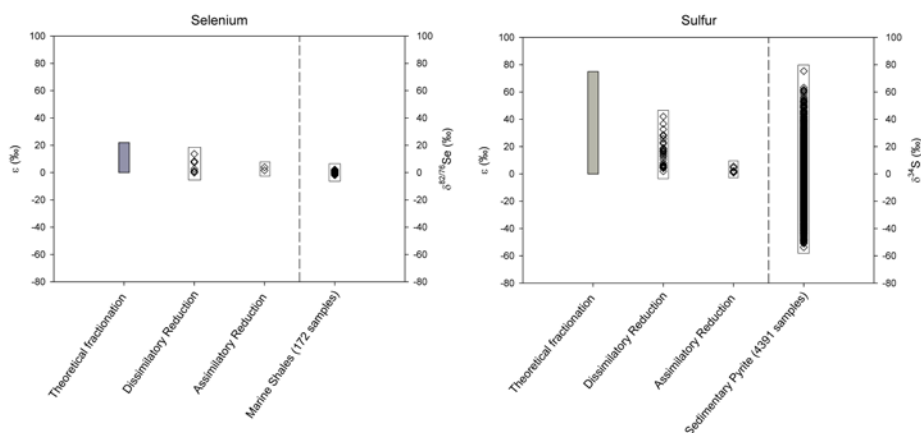 Selenium
100
80
60
40
20
0
-20
-40
-60
-80
ε (‰)
100
80
60
40
20
0
-20
-40
-60
-80
δ82/76Se (‰)
Theoretical fractionation
Dissimilatory Reduction
Assimilatory Reduction
Marine Shales (172 samples)
Sulfur
100
80
60
40
20
0
-20
-40
-60
-80
ε (‰)
100
80
60
40
20
0
-20
-40
-60
-80
δ34S (‰)
Theoretical fractionation
Dissimilatory Reduction
Assimilatory Reduction
Sedimentary Pyrite (4391 samples)